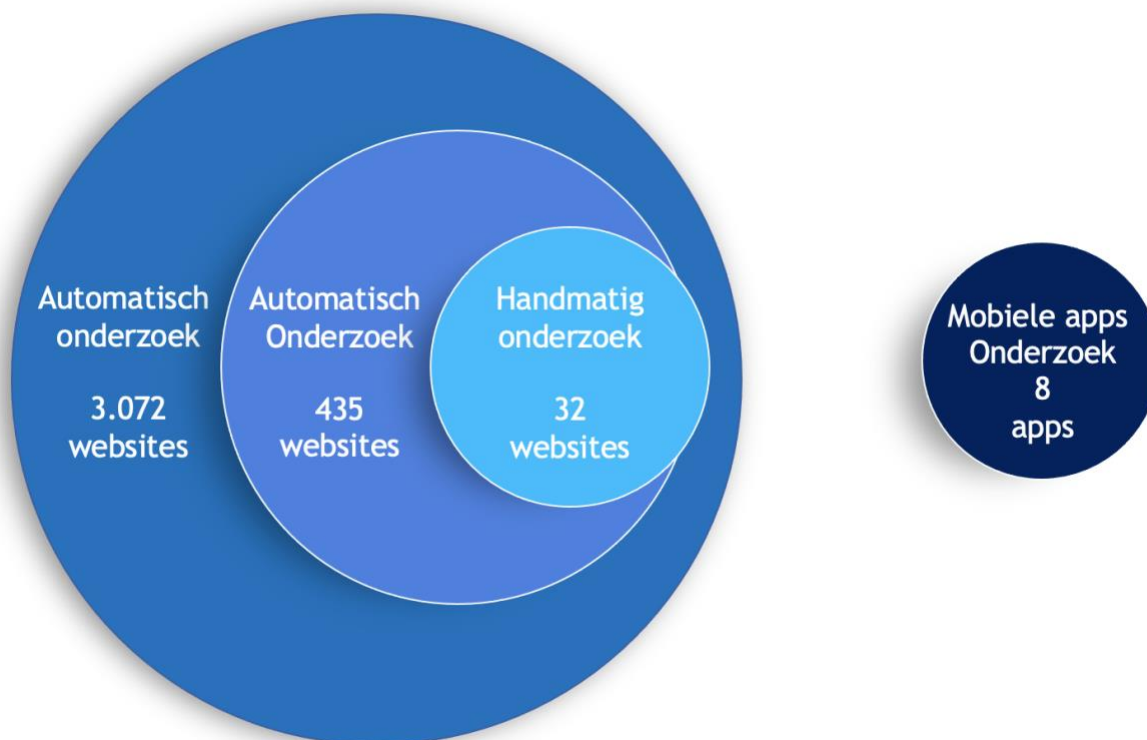 Automatisch
onderzoek
3.072
websites
Automatisch
Onderzoek
435
websites
Handmatig
onderzoek
32
websites
Mobiele apps
Onderzoek
8
apps